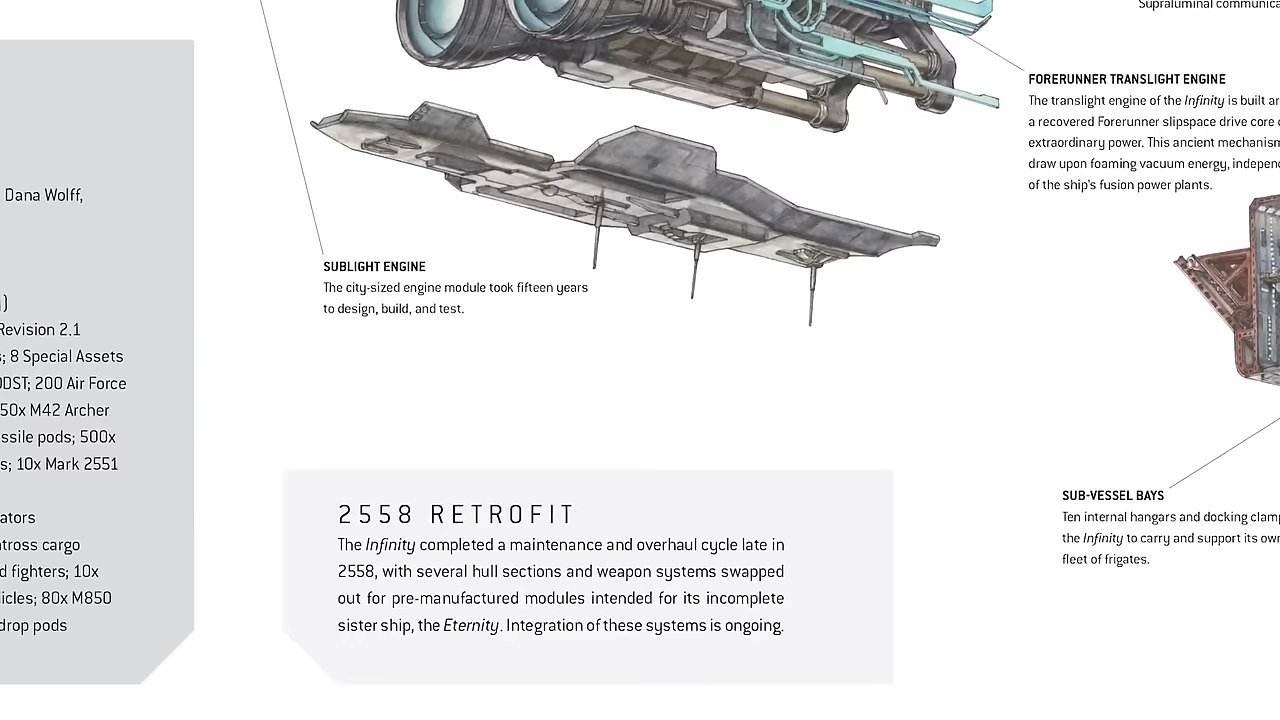 Supraluminal communica
FORERUNNER TRANSLIGHT ENGINE
The translight engine of the Infinity is built ar
a recovered Forerunner slipspace drive core
extraordinary power. This ancient mechanism
draw upon foaming vacuum energy, indepen
of the ship's fusion power plants.
Dana Wolff,
Revision 2.1
s; 8 Special Assets
ODST; 200 Air Force
50x M42 Archer
ssile pods; 500x
s; 10x Mark 2551
ators
atross cargo
d fighters; 10x
icles; 80x M850
drop pods
SUBLIGHT ENGINE
The city-sized engine module took fifteen years
to design, build, and test.
2558 RETROFIT
The Infinity completed a maintenance and overhaul cycle late in
2558, with several hull sections and weapon systems swapped
out for pre-manufactured modules intended for its incomplete
sister ship, the Eternity. Integration of these systems is ongoing.
SUB-VESSEL BAYS
Ten internal hangars and docking clamp
the Infinity to carry and support its own
fleet of frigates.